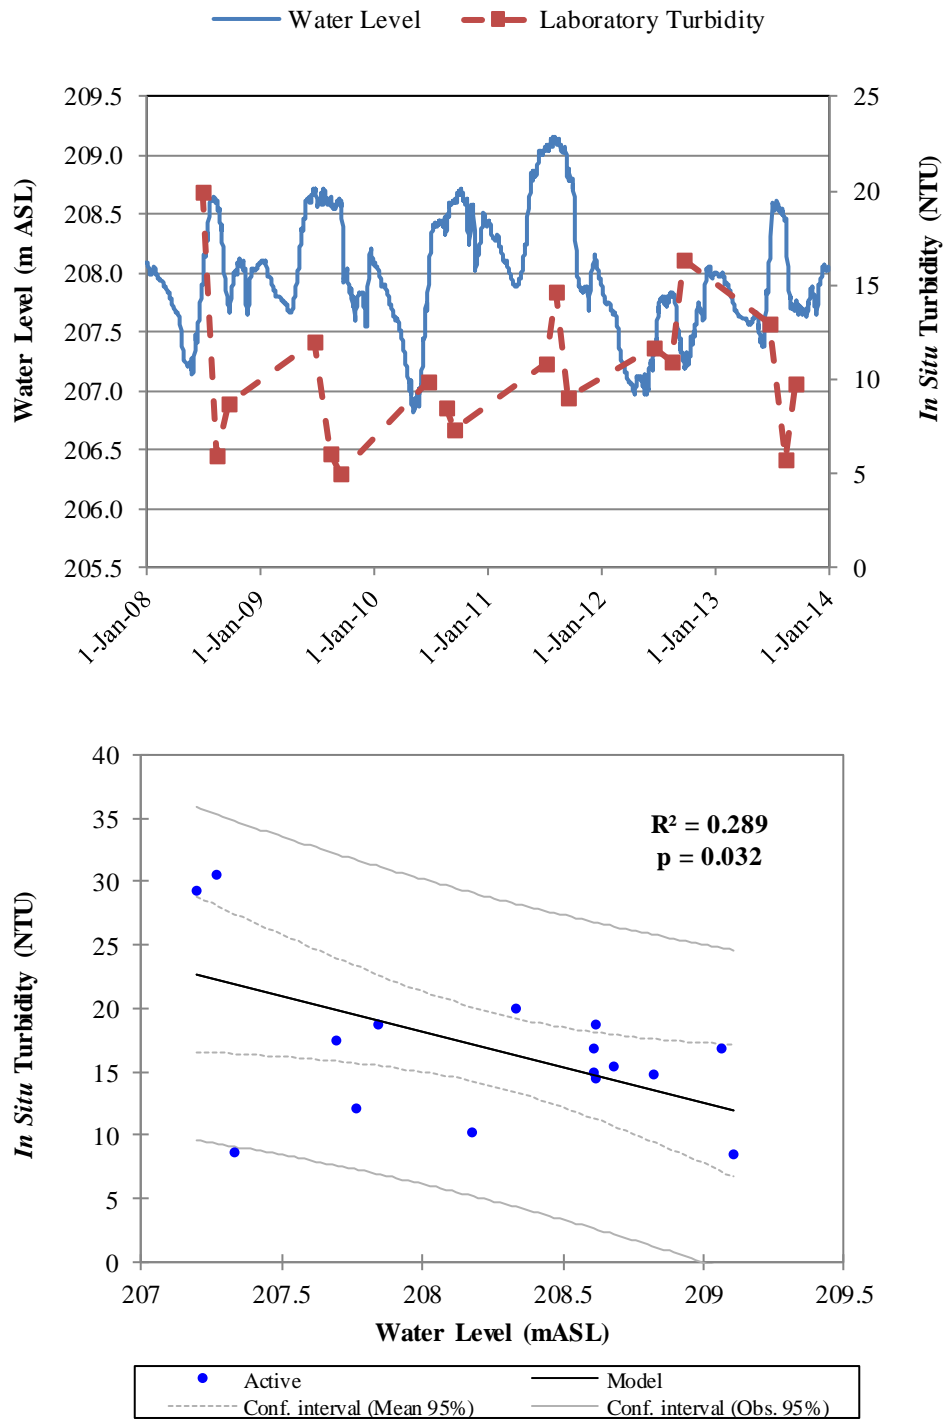 Water Level Laboratory Turbidity
209.5 25
209.0
208.5 20
208.0
207.5 15
207.0 10
206.5
206.0 5
205.5 0
Water Level (m ASL)
In Situ Turbidity (NTU)
1-Jan-08 1-Jan-09 1-Jan-10 1-Jan-11 1-Jan-12 1-Jan-13 1-Jan-14
40
35
30
25
20
15
10
5
0
In Situ Turbidity (NTU)
R² = 0.289
p = 0.032
207 207.5 208 208.5 209 209.5
Water Level (mASL)
Active Model
Conf. interval (Mean 95%) Conf. interval (Obs. 95%)